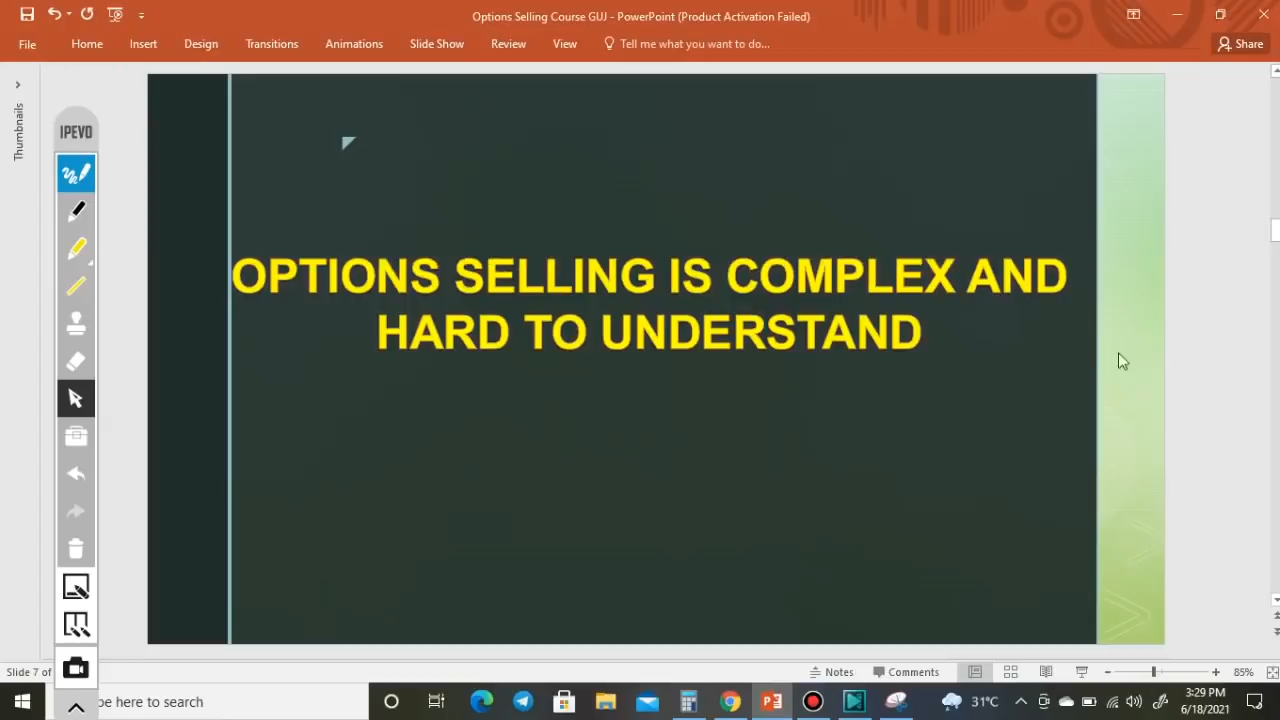 Options Selling Course GUJ - PowerPoint (Product Activation Failed)
File Home Insert Design Transitions Animations Slide Show Review View Tell me what you want to do... Share
Thumbnails
IPEVO
OPTIONS SELLING IS COMPLEX AND
HARD TO UNDERSTAND
Slide 7 of
Notes Comments 85%
pe here to search
31°C
3:29 PM
6/18/2021